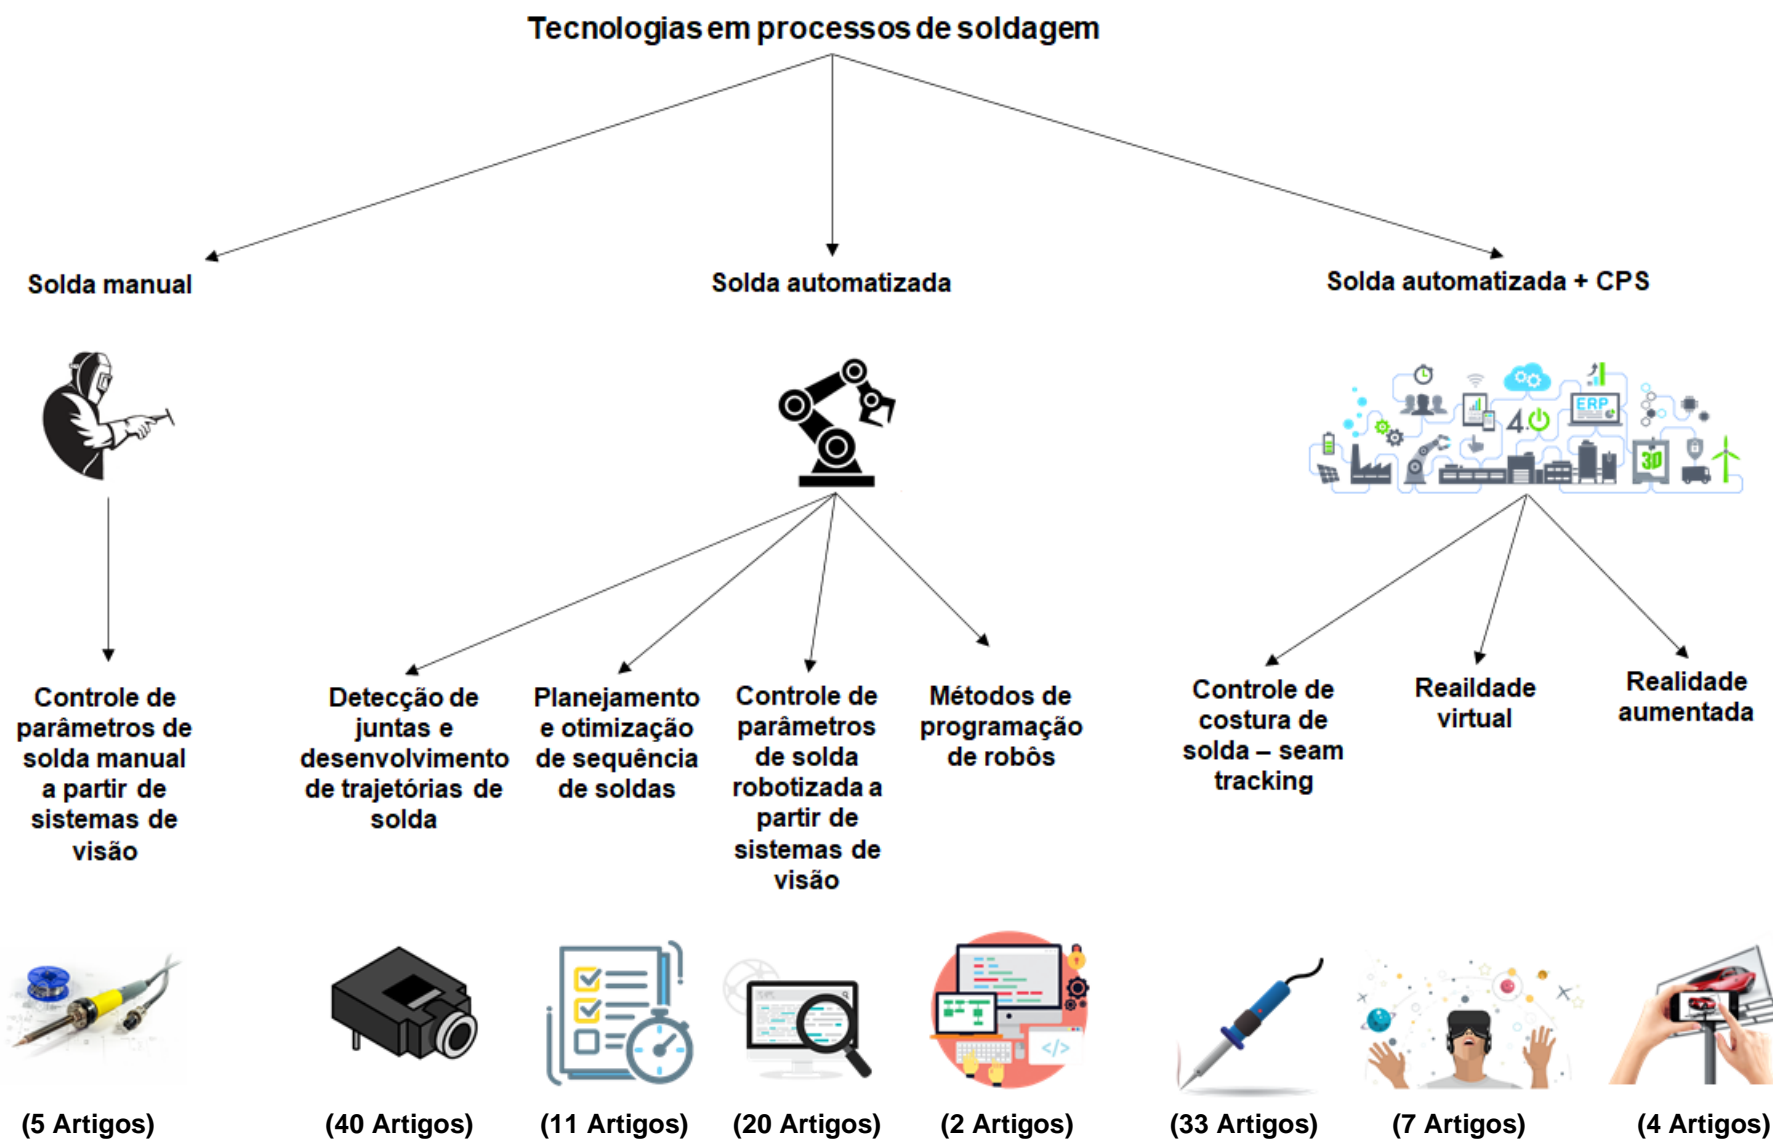 Tecnologias em processos de soldagem
Solda manual
Solda automatizada
Solda automatizada + CPS
ERP
4.0
3D
Controle de
parâmetros de
solda manual
a partir de
sistemas de
visão
Detecção de
juntas e
desenvolvimento
de trajetórias de
solda
Planejamento
e otimização
de sequência
de soldas
Controle de
parâmetros
de solda
robotizada a
partir de
sistemas de
visão
Métodos de
programação
de robôs
Controle de
costura de
solda – seam
tracking
Reaildade
virtual
Realidade
aumentada
</>
(5 Artigos)
(40 Artigos)
(11 Artigos)
(20 Artigos)
(2 Artigos)
(33 Artigos)
(7 Artigos)
(4 Artigos)